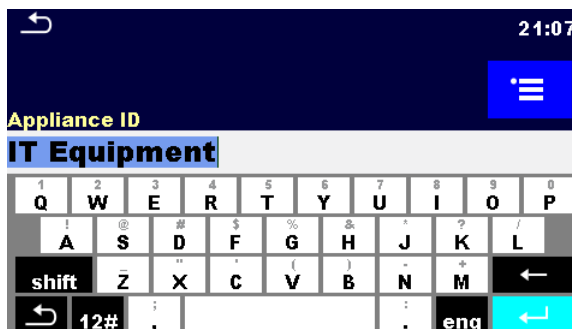 21:07
Appliance ID
IT Equipment
1 2 3 4 5 6 7 8 9 0
Q W E R T Y U I O P
! @ # $ % & * ? /
A S D F G H J K L
_ " ' ( ) - +
shift Z X C V B N M
; :
12# . . eng